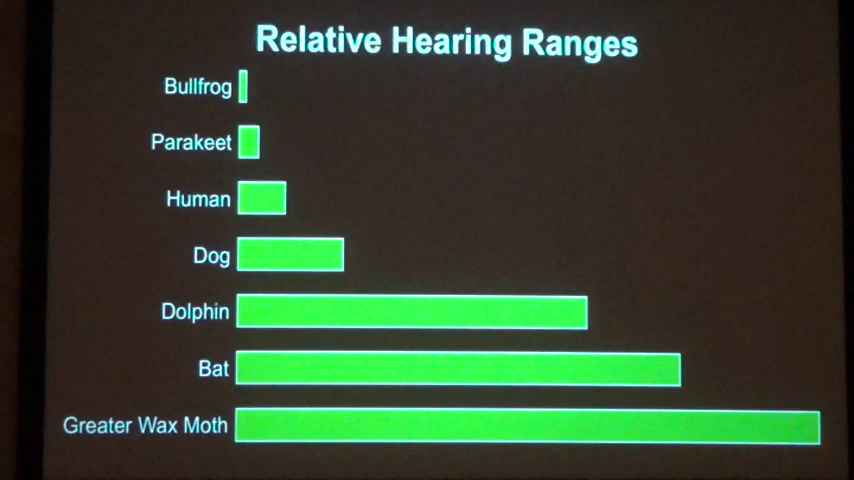 Relative Hearing Ranges
Bullfrog
Parakeet
Human
Dog
Dolphin
Bat
Greater Wax Moth